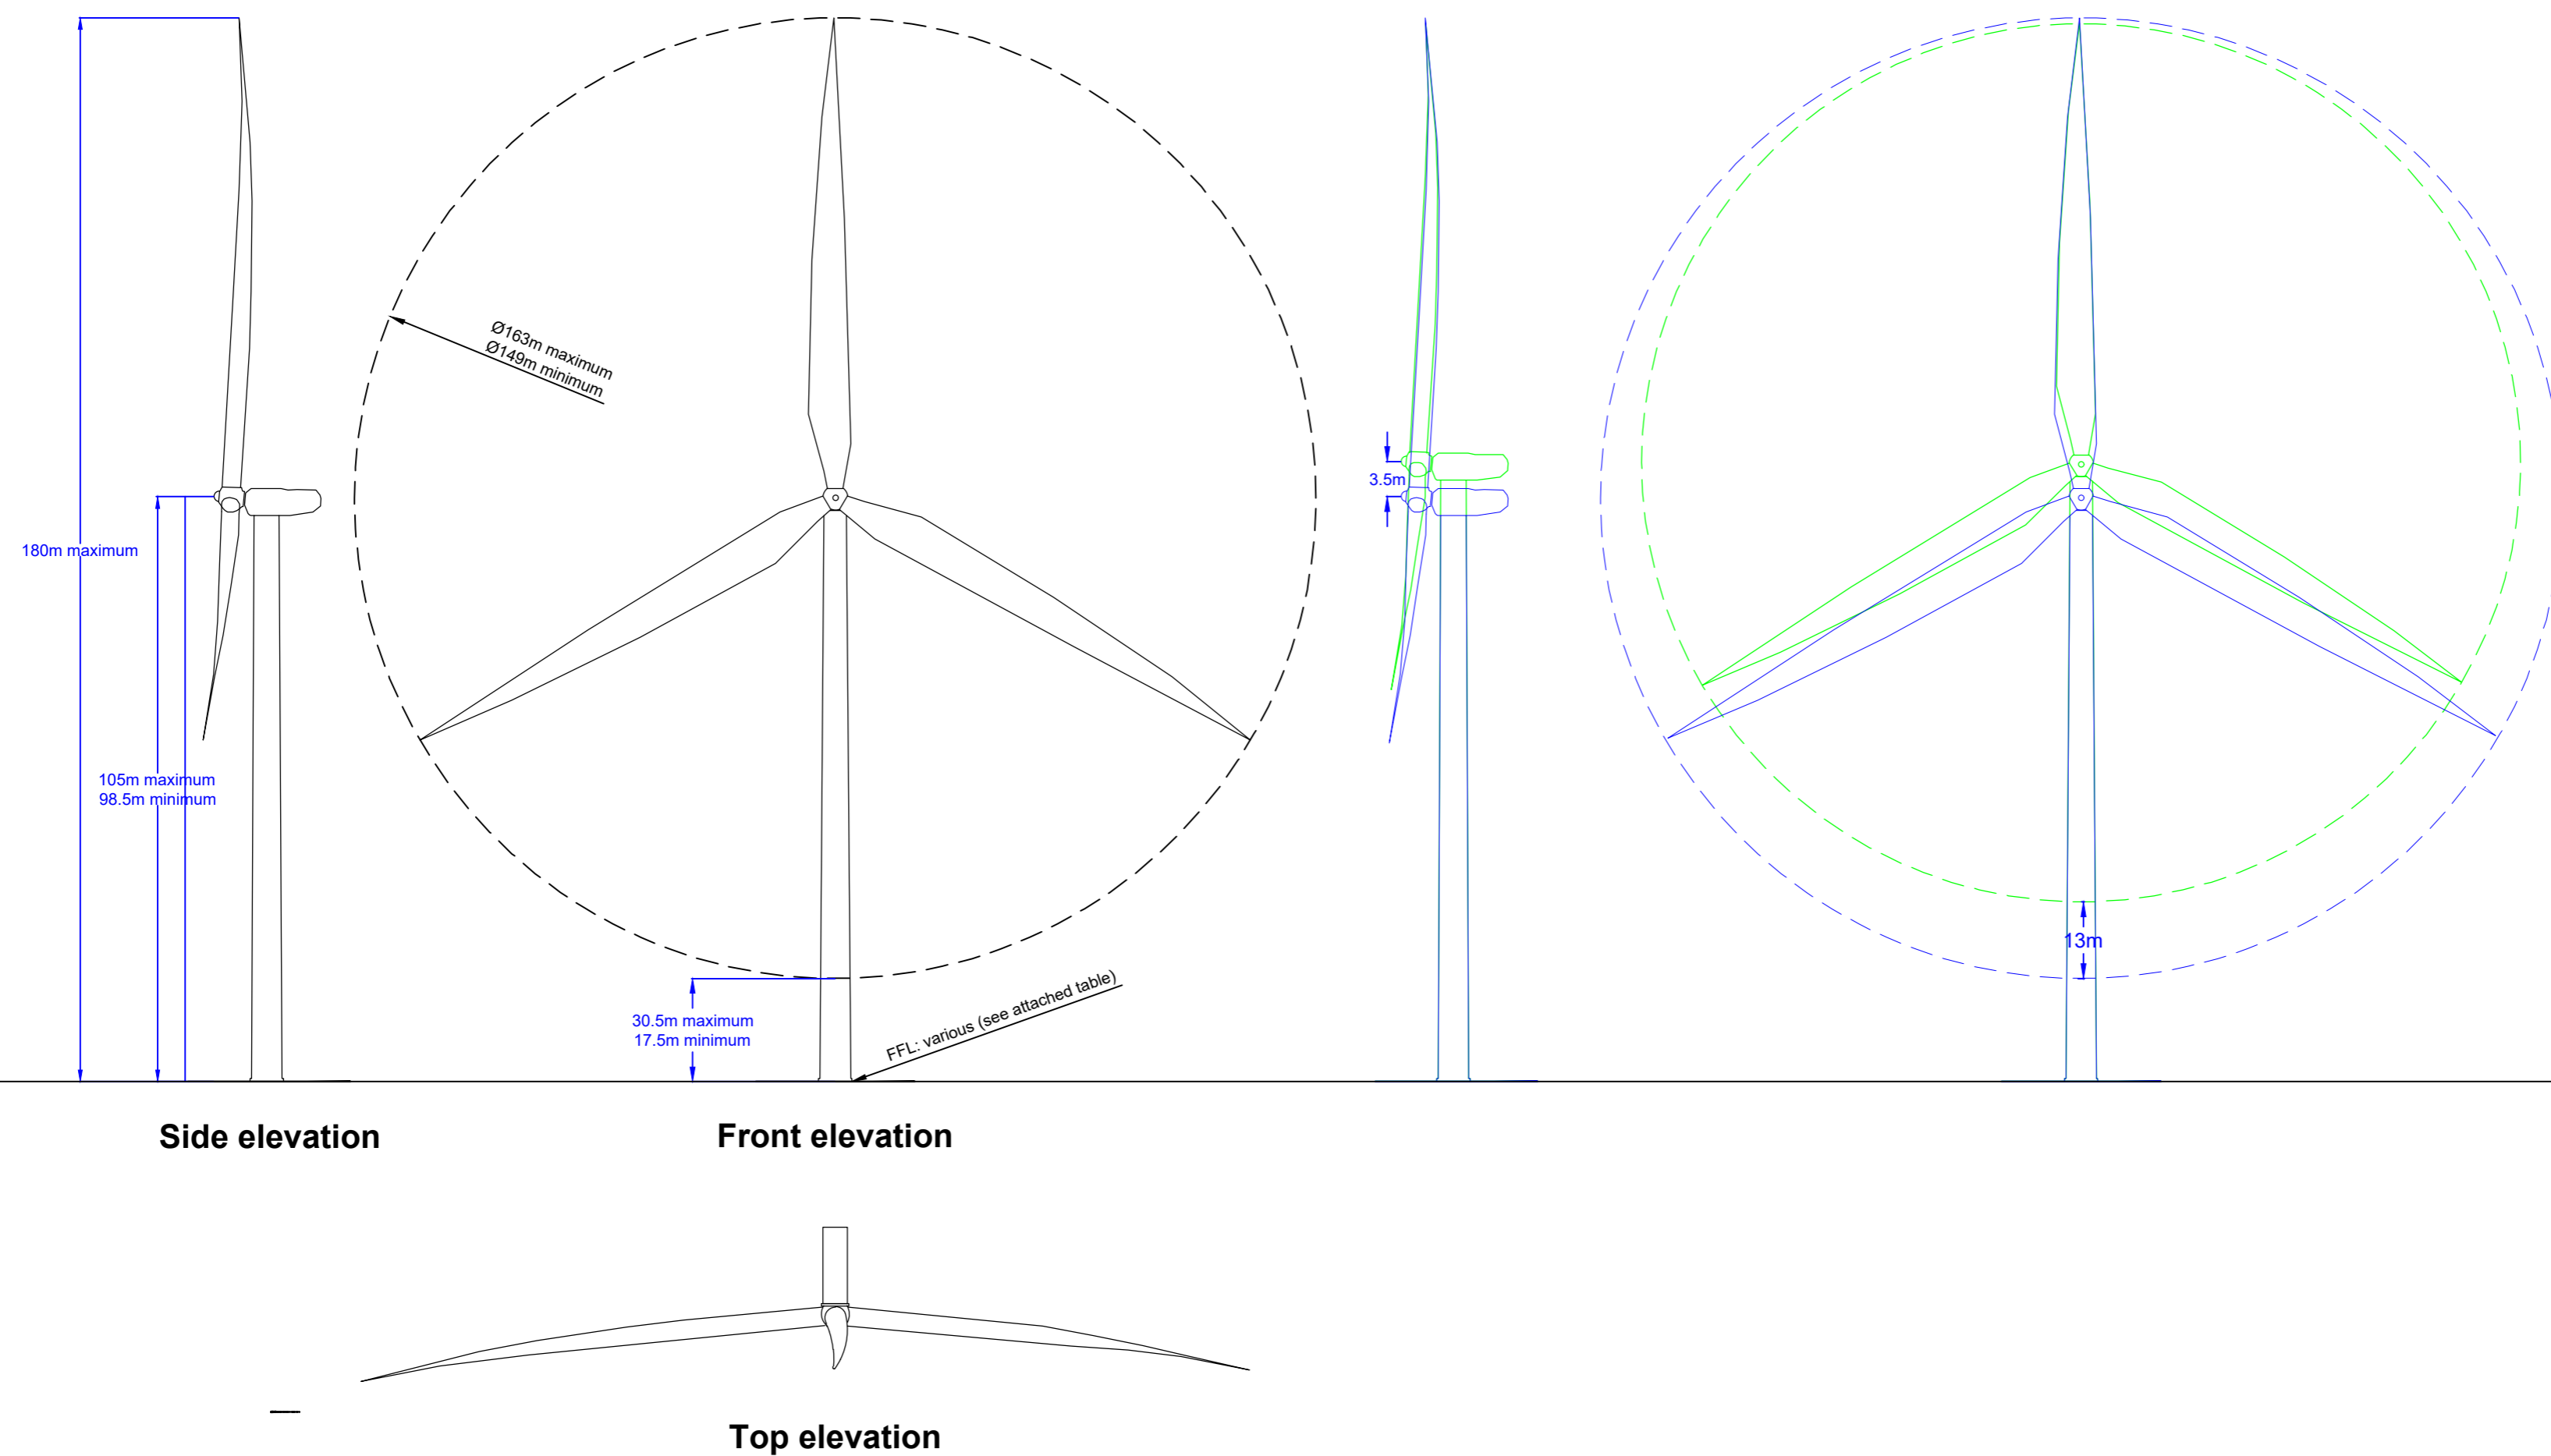 Ø163m maximum
Ø149m minimum
3.5m
180m maximum
105m maximum
98.5m minimum
13m
30.5m maximum
17.5m minimum
FFL: various (see attached table)
Side elevation
Front elevation
Top elevation